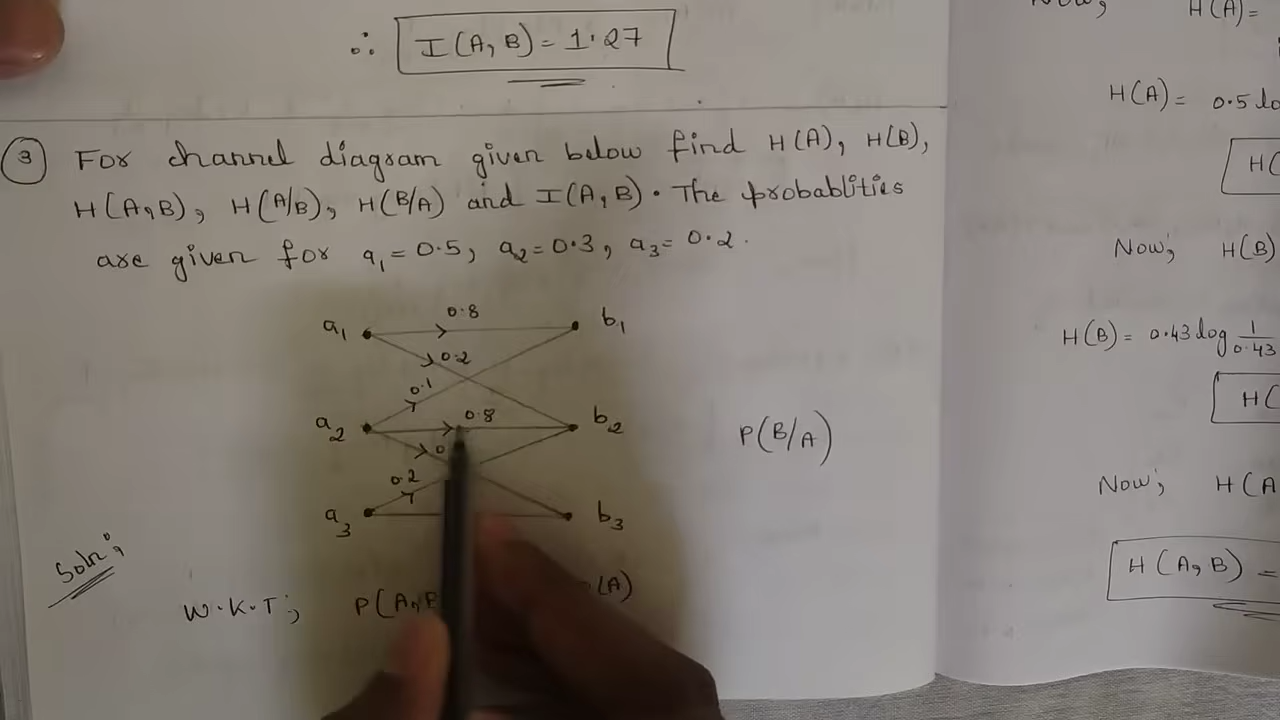 ∴ I(A,B) = 1.27
③ For channel diagram given below find H(A), H(B),
H(A,B), H(A/B), H(B/A) and I(A,B). The probablities
are given for a₁ = 0.5, a₂ = 0.3, a₃ = 0.2.
a₁ 0.8 b₁
0.2
0.1
a₂ 0.8 b₂
0.2
a₃ b₃
P(B/A)
Soln;
W.K.T; P(A,B (A)
Now, H(A) =
H(A) = 0.5 lo
H(
Now; H(B)
H(B) = 0.43 log 1/0.43
H(
Now; H(A
H(A,B) =